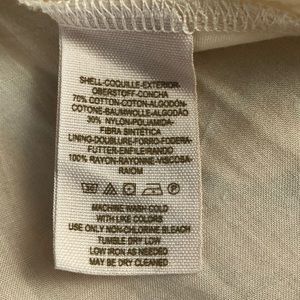 SHELL-COQUILLE-EXTERIOR-
OBERSTOFF-CONCHA
70% COTTON-COTON-ALGODÓN-
COTONE-BAUMWOLLE-ALGODÃO
30% NYLON-POLIAMIDA-
FIBRA SINTÉTICA
LINING-DOUBLURE-FORRO-FODERA-
FUTTER-ENFILEIRANDO
100% RAYON-RAYONNE-VISCOSA-
RAIOM
MACHINE WASH COLD
WITH LIKE COLORS
USE ONLY NON-CHLORINE BLEACH
TUMBLE DRY LOW
LOW IRON AS NEEDED
MAY BE DRY CLEANED